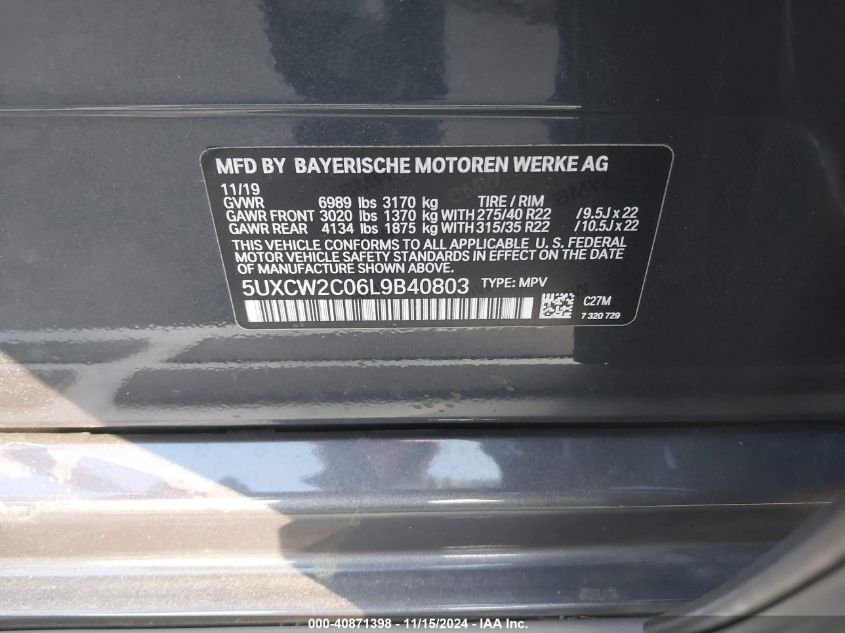 MFD BY BAYERISCHE MOTOREN WERKE AG
11/19
GVWR 6989 lbs 3170 kg TIRE / RIM
GAWR FRONT 3020 lbs 1370 kg WITH 275/40 R22 /9.5J x 22
GAWR REAR 4134 lbs 1875 kg WITH 315/35 R22 /10.5J x 22
THIS VEHICLE CONFORMS TO ALL APPLICABLE U. S. FEDERAL
MOTOR VEHICLE SAFETY STANDARDS IN EFFECT ON THE DATE
OF MANUFACTURE SHOWN ABOVE.
5UXCW2C06L9B40803 TYPE: MPV
C27M
7 320 729
000-40871398 - 11/15/2024 - IAA Inc.